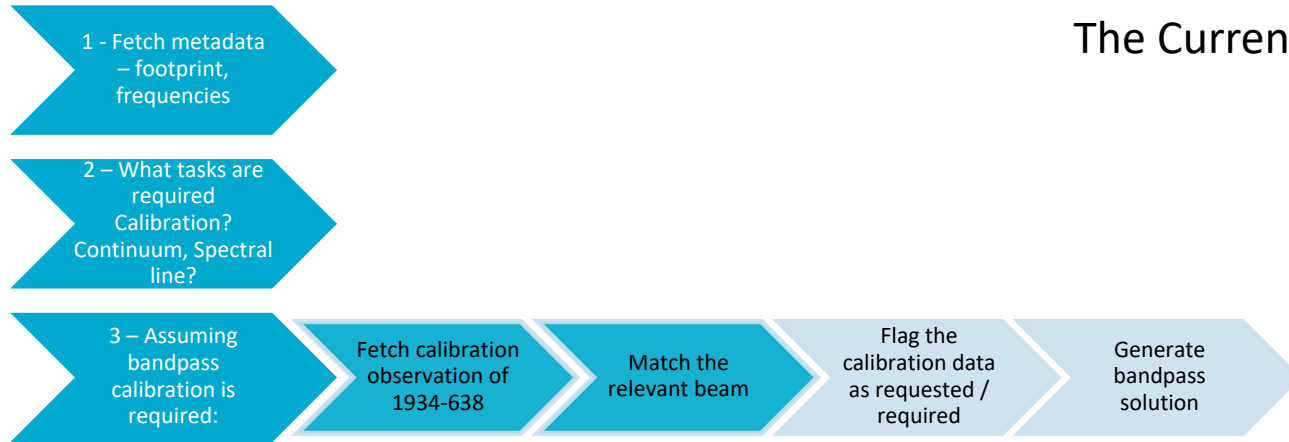 The Curren
1 - Fetch metadata
– footprint,
frequencies
2 – What tasks are
required
Calibration?
Continuum, Spectral
line?
3 – Assuming
bandpass
calibration is
required:
Fetch calibration
observation of
1934-638
Match the
relevant beam
Flag the
calibration data
as requested /
required
Generate
bandpass
solution